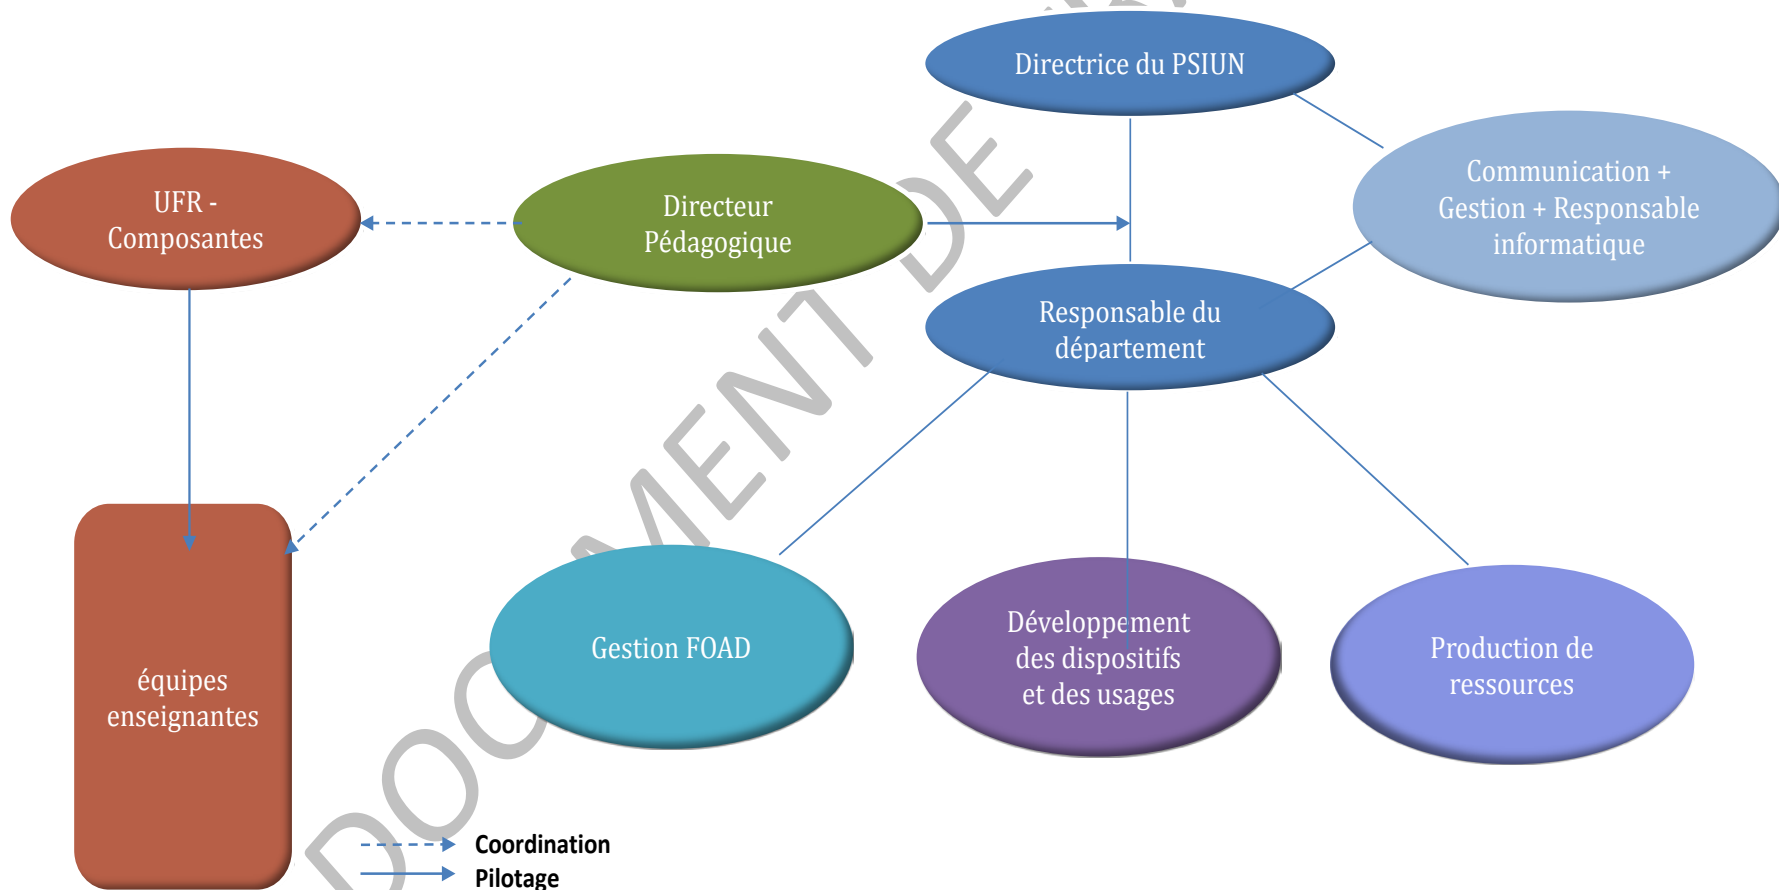 Directrice du PSIUN
Communication +
Gestion + Responsable
informatique
UFR -
Composantes
Directeur
Pédagogique
Responsable du
département
Gestion FOAD
Développement
des dispositifs
et des usages
Production de
ressources
équipes
enseignantes
Coordination
Pilotage
DOCUMENT DE